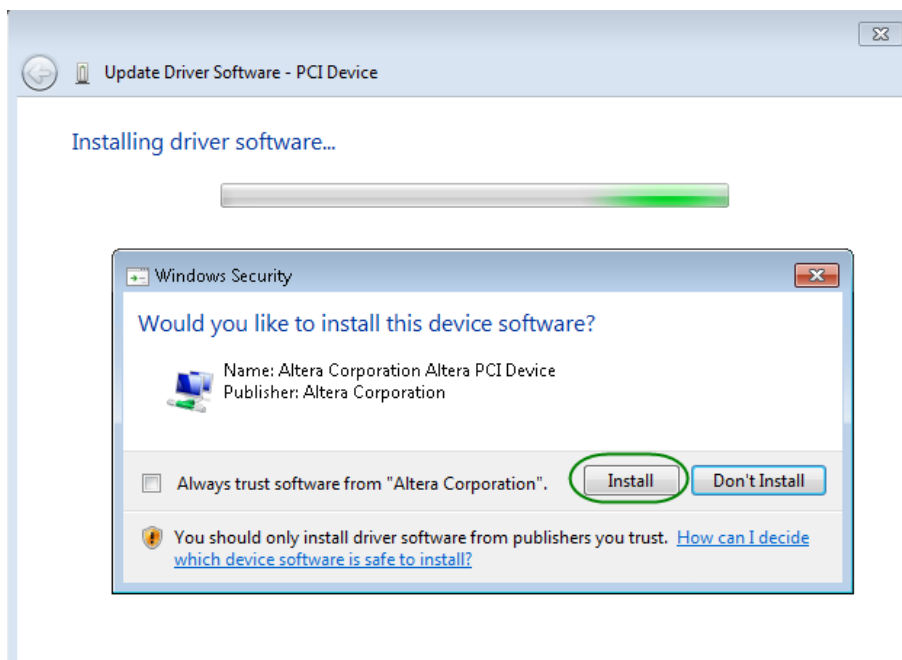 Update Driver Software - PCI Device
Installing driver software...
Windows Security
Would you like to install this device software?
Name: Altera Corporation Altera PCI Device
Publisher: Altera Corporation
Always trust software from "Altera Corporation".
Install
Don't Install
You should only install driver software from publishers you trust. How can I decide
which device software is safe to install?